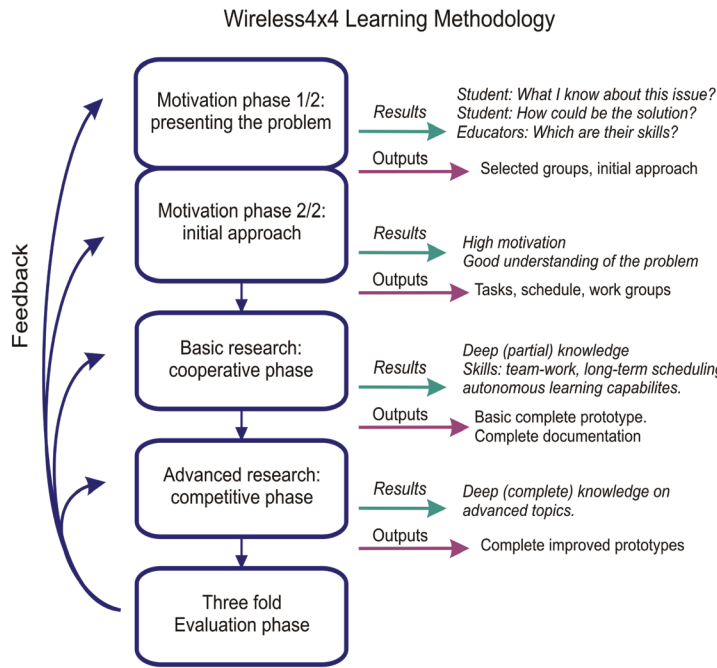 Wireless4x4 Learning Methodology
Motivation phase 1/2:
presenting the problem
Results
Student: What I know about this issue?
Student: How could be the solution?
Educators: Which are their skills?
Outputs
Selected groups, initial approach
Motivation phase 2/2:
initial approach
Results
High motivation
Good understanding of the problem
Outputs
Tasks, schedule, work groups
Feedback
Basic research:
cooperative phase
Results
Deep (partial) knowledge
Skills: team-work, long-term scheduling
autonomous learning capabilites.
Outputs
Basic complete prototype.
Complete documentation
Advanced research:
competitive phase
Results
Deep (complete) knowledge on
advanced topics.
Outputs
Complete improved prototypes
Three fold
Evaluation phase